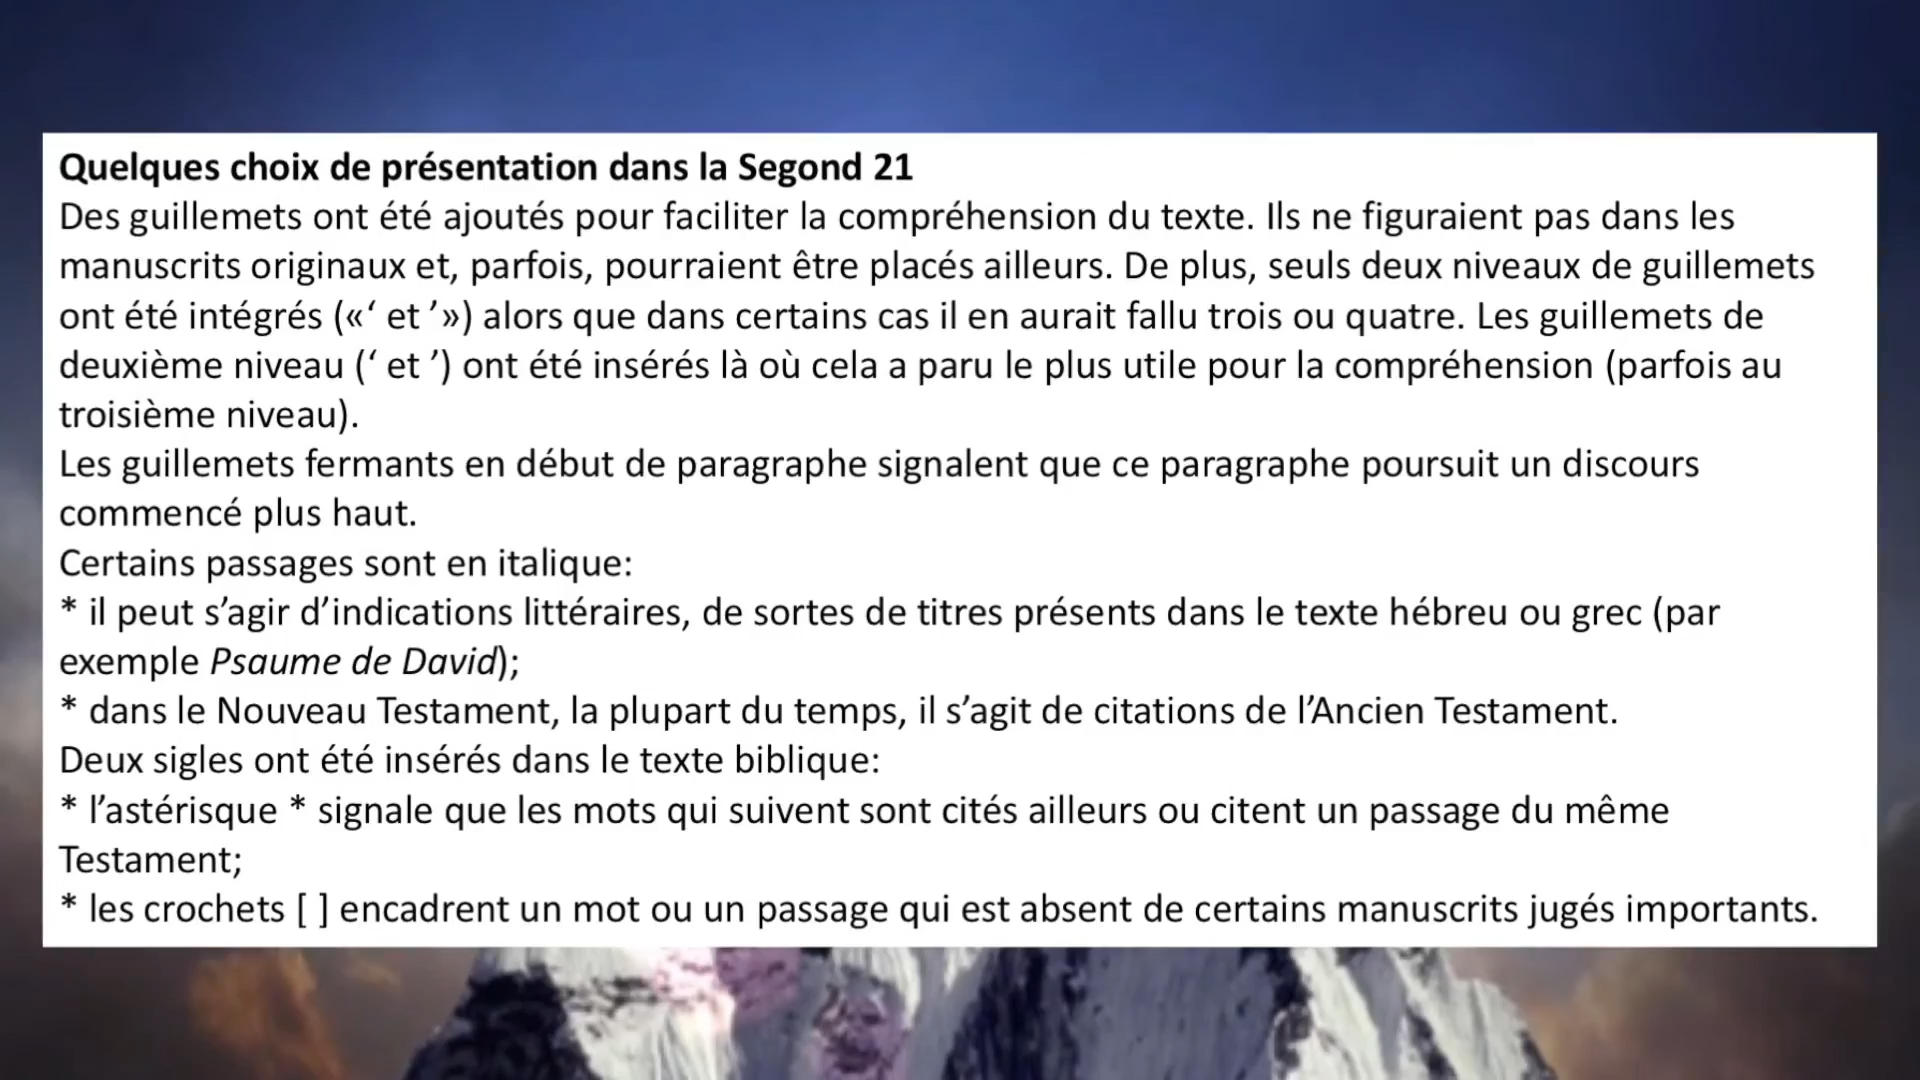 Quelques choix de présentation dans la Segond 21
Des guillemets ont été ajoutés pour faciliter la compréhension du texte. Ils ne figuraient pas dans les
manuscrits originaux et, parfois, pourraient être placés ailleurs. De plus, seuls deux niveaux de guillemets
ont été intégrés («‘ et ’») alors que dans certains cas il en aurait fallu trois ou quatre. Les guillemets de
deuxième niveau (‘ et ’) ont été insérés là où cela a paru le plus utile pour la compréhension (parfois au
troisième niveau).
Les guillemets fermants en début de paragraphe signalent que ce paragraphe poursuit un discours
commencé plus haut.
Certains passages sont en italique:
* il peut s’agir d’indications littéraires, de sortes de titres présents dans le texte hébreu ou grec (par
exemple Psaume de David);
* dans le Nouveau Testament, la plupart du temps, il s’agit de citations de l’Ancien Testament.
Deux sigles ont été insérés dans le texte biblique:
* l’astérisque * signale que les mots qui suivent sont cités ailleurs ou citent un passage du même
Testament;
* les crochets [ ] encadrent un mot ou un passage qui est absent de certains manuscrits jugés importants.